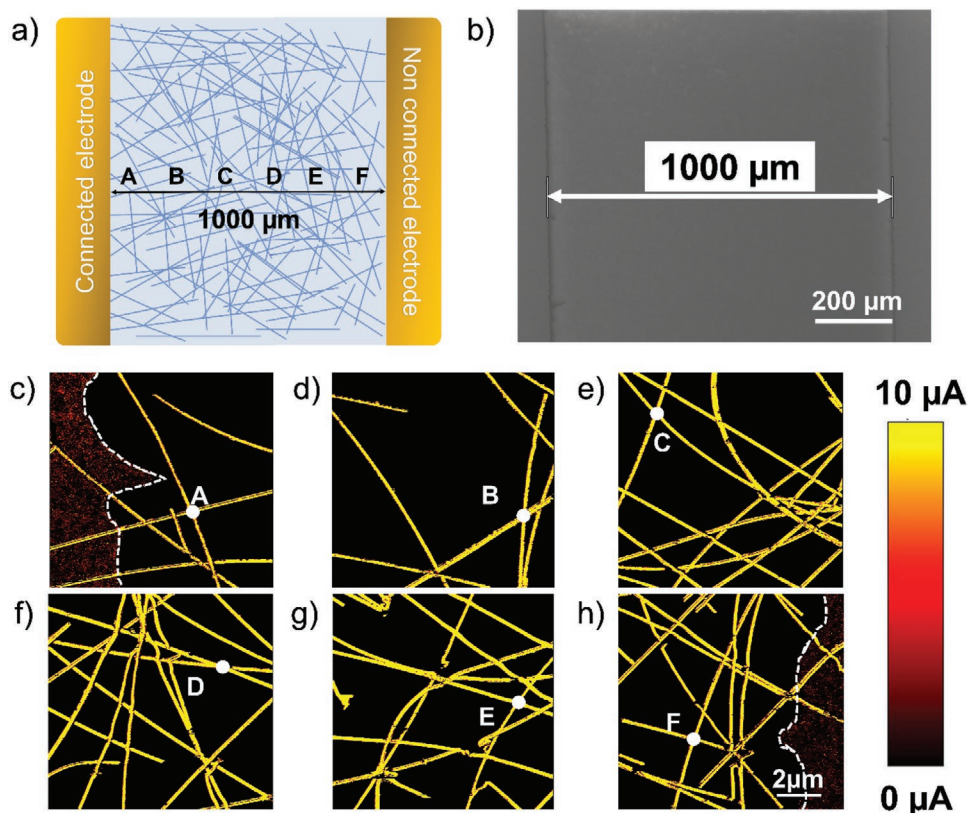 a)
Connected electrode
A B C D E F
1000 µm
Non connected electrode
b)
1000 µm
200 µm
c)
A
d)
B
e)
C
10 µA
f)
D
g)
E
h)
F
2µm
0 µA